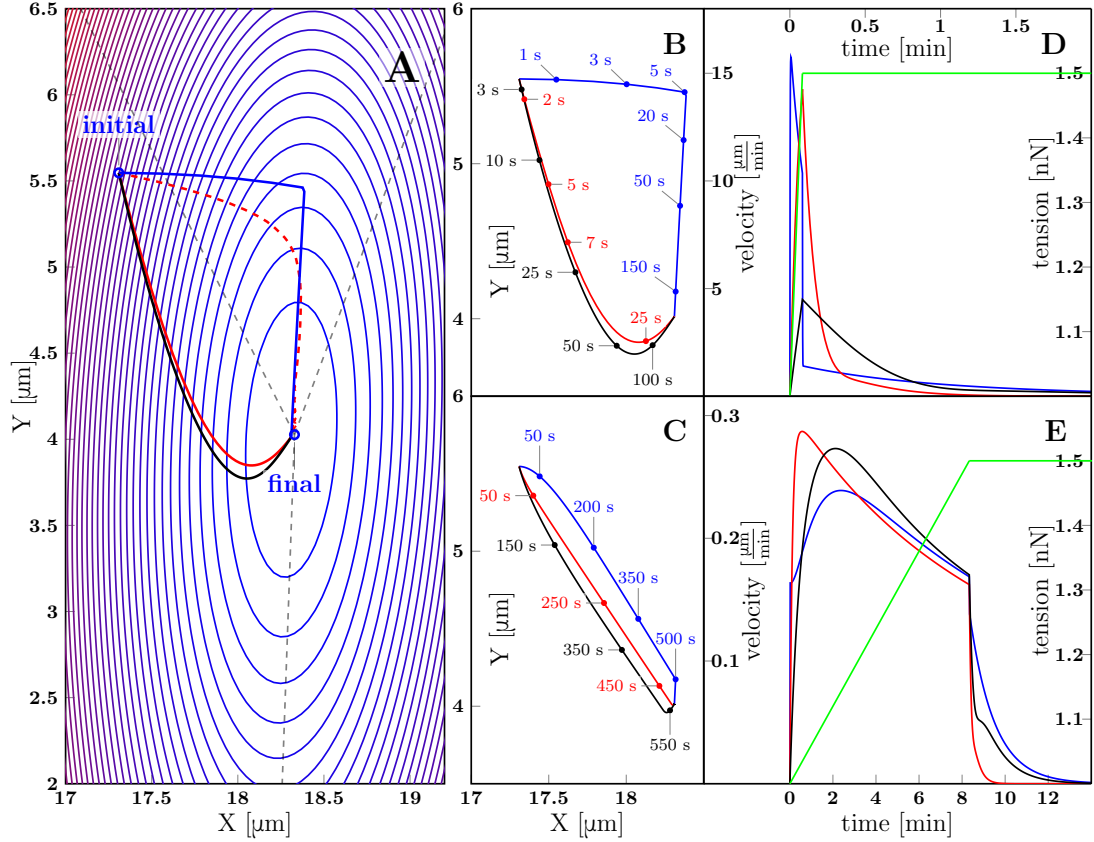 A
6.5
6
5.5
5
4.5
4
3.5
3
2.5
2
Y [μm]
initial
final
17
17.5
18
18.5
19
X [μm]
B
6
5
4
6
Y [μm]
1 s
3 s
5 s
3 s
2 s
20 s
10 s
5 s
50 s
7 s
25 s
150 s
25 s
50 s
100 s
C
5
4
Y [μm]
50 s
50 s
200 s
150 s
350 s
250 s
350 s
500 s
450 s
550 s
17
17.5
18
X [μm]
D
0
1
1.5
time [min]
15
10
5
velocity [μm/min]
1.5
1.4
1.3
1.2
1.1
tension [nN]
E
0.3
0.2
0.1
velocity [μm/min]
1.5
1.4
1.3
1.2
1.1
tension [nN]
0
2
4
6
8
10
12
time [min]